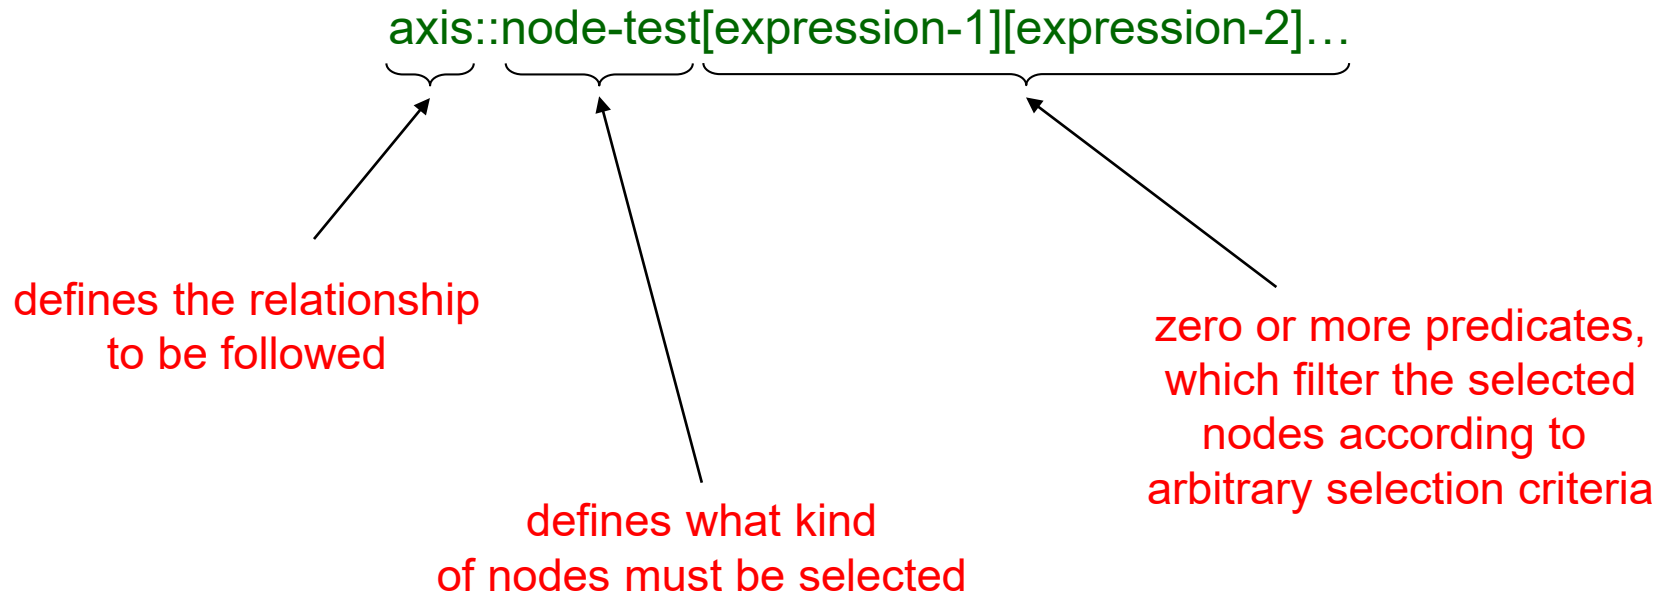 axis::node-test[expression-1][expression-2]…
defines the relationship
to be followed
zero or more predicates,
which filter the selected
nodes according to
arbitrary selection criteria
defines what kind
of nodes must be selected